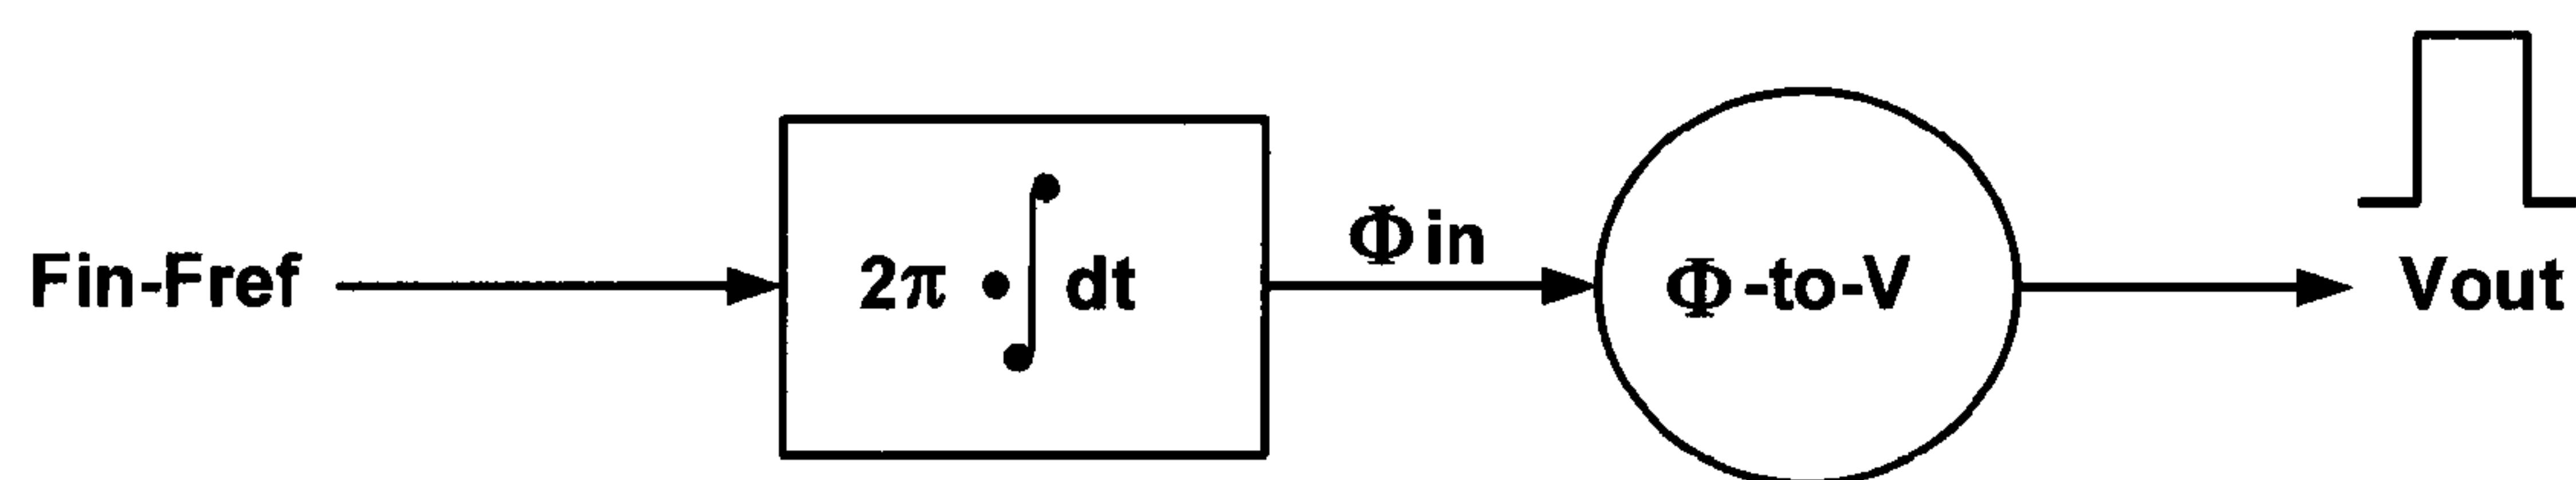 Fin-Fref
2π • ∫ dt
Φin
Φ-to-V
Vout